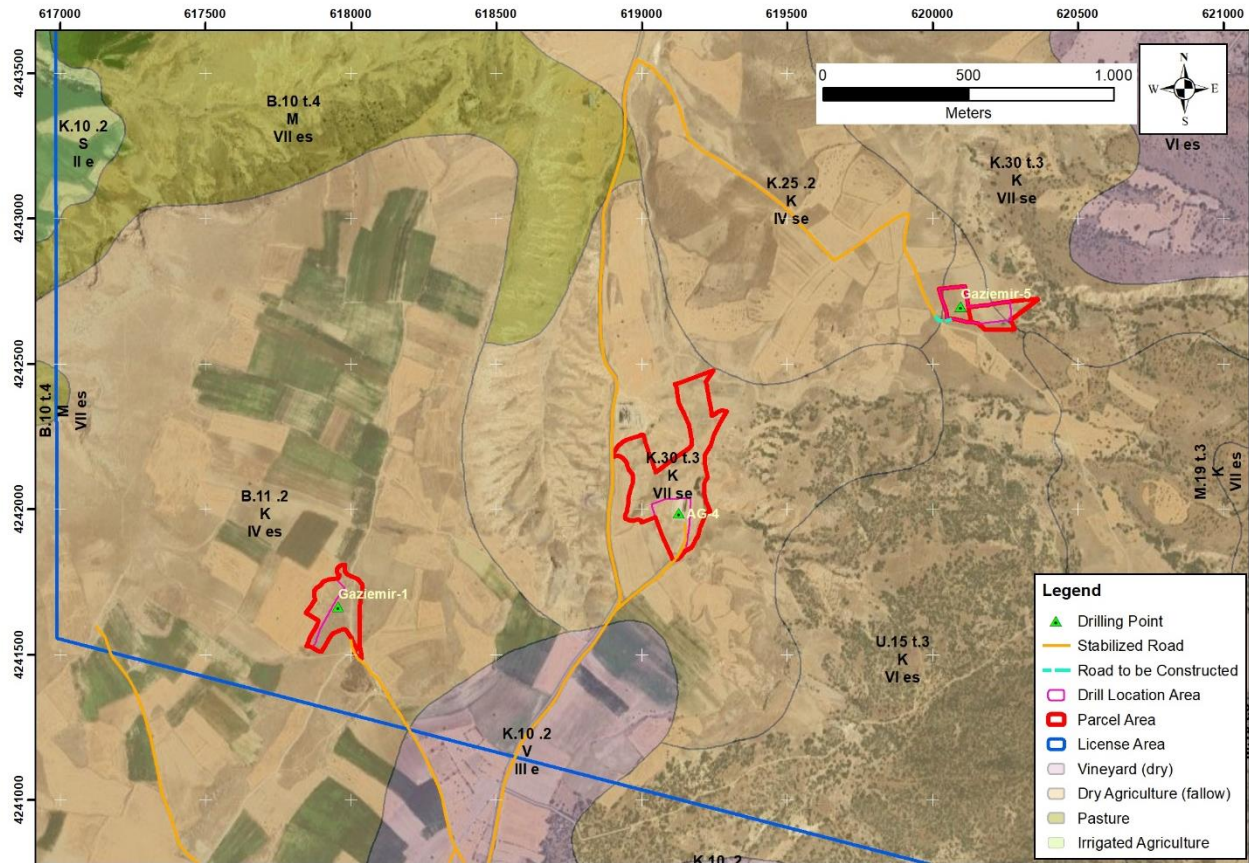 617000 617500 618000 618500 619000 619500 620000 620500 621000
4243500
4243000
4242500
4242000
4241500
4241000
0 500 1.000
Meters
N
W E
S
B.10 t.4
M
VII es
K.10 .2
S
II e
VI es
K.30 t.3
K
VII se
K.25 .2
K
IV se
Gaziemir-5
B.10 t.4
M
VII es
K.30 t.3
K
VII se
AG-4
M.19 t.3
K
VII es
B.11 .2
K
IV es
Gaziemir-1
U.15 t.3
K
VI es
K.10 .2
V
III e
K.10 .2
Legend
Drilling Point
Stabilized Road
Road to be Constructed
Drill Location Area
Parcel Area
License Area
Vineyard (dry)
Dry Agriculture (fallow)
Pasture
Irrigated Agriculture